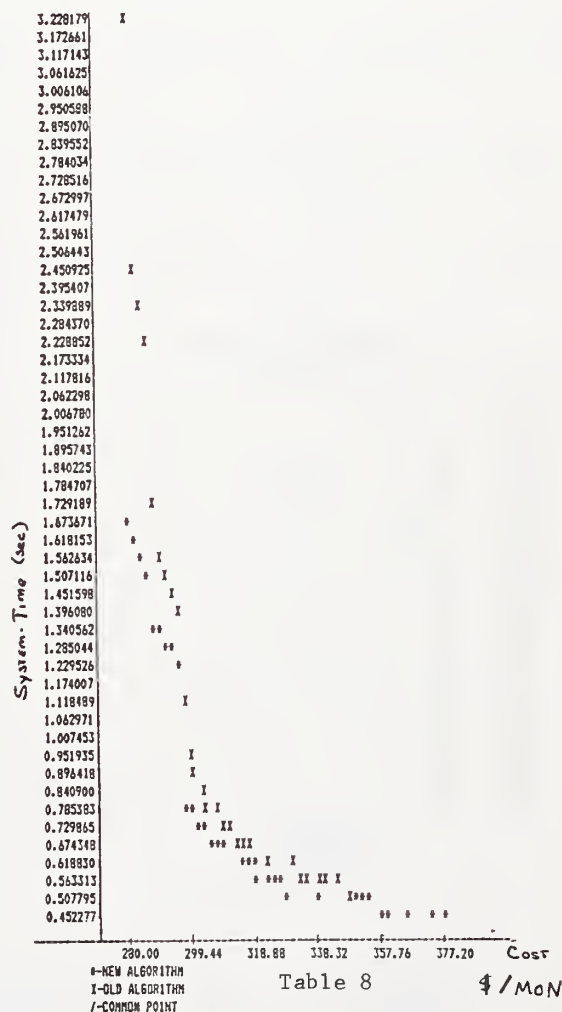 3.228179 X
3.172661
3.117143
3.061625
3.006106
2.950588
2.895070
2.839552
2.784034
2.728516
2.672997
2.617479
2.561961
2.506443
2.450925 X
2.395407
2.339889 X
2.284370
2.228852 X
2.173334
2.117816
2.062298
2.006780
1.951262
1.895743
1.840225
1.784707
1.729189 X
1.673671 *
1.618153 *
1.562634 * X
1.507116 * X
1.451598 X
1.396080 X
1.340562 **
1.285044 **
1.229526 *
1.174007
1.118489 X
1.062971
1.007453
0.951935 X
0.896418 X
0.840900 X
0.785383 ** X X
0.729865 ** XX
0.674348 *** XXX
0.618830 *** X X
0.563313 * *** XX XX X
0.507795 * * X***
0.452277 ** * * *
System-Time (sec)
280.00 299.44 318.88 338.32 357.76 377.20 Cost
*-NEW ALGORITHM
X-OLD ALGORITHM
/-COMMON POINT
Table 8 $/MON